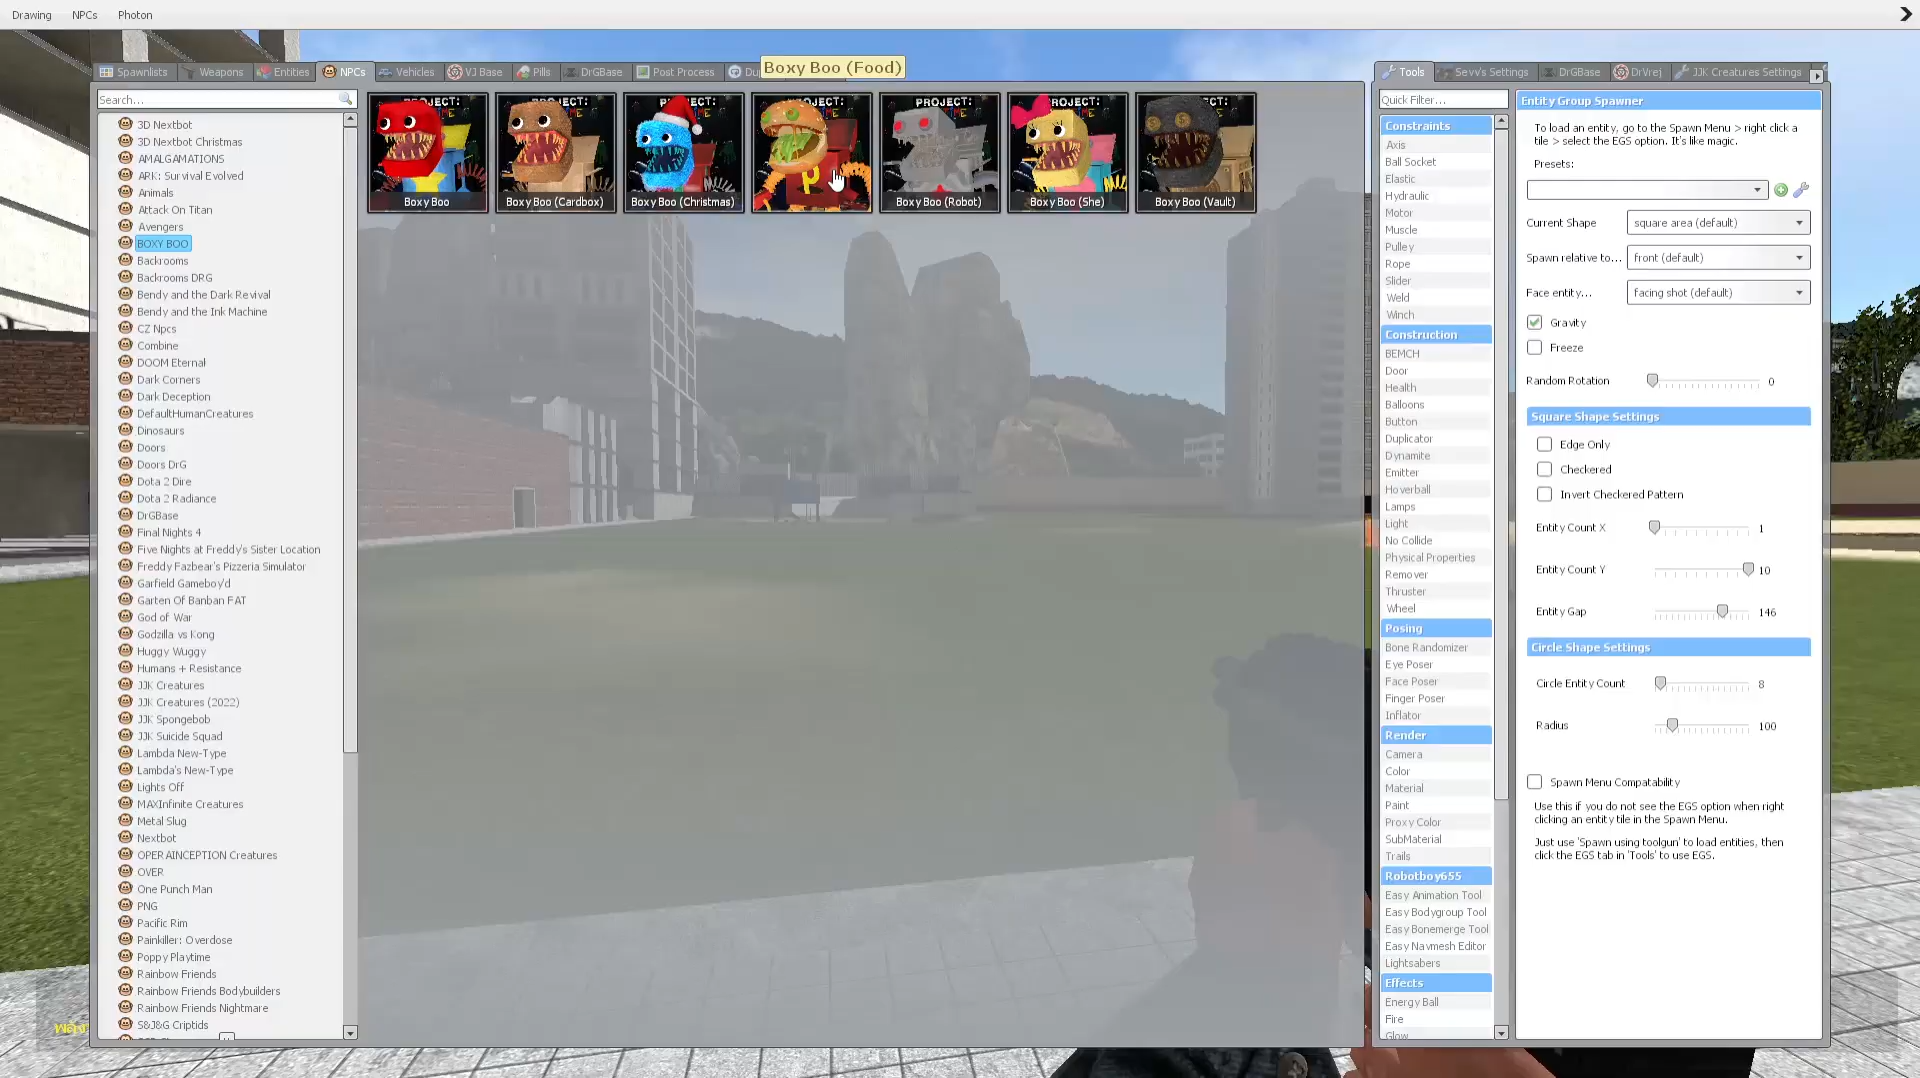 Drawing NPCs Photon
Spawnlists Weapons Entities NPCs Vehicles VJ Base Pills DrGBase Post Process
Boxy Boo (Food)
Search...
3D Nextbot
3D Nextbot Christmas
AMALGAMATIONS
ARK: Survival Evolved
Animals
Attack On Titan
Avengers
BOXY BOO
Backrooms
Backrooms DRG
Bendy and the Dark Revival
Bendy and the Ink Machine
CZ Npcs
Combine
DOOM Eternal
Dark Corners
Dark Deception
DefaultHumanCreatures
Dinosaurs
Doors
Doors DrG
Dota 2 Dire
Dota 2 Radiance
DrGBase
Final Nights 4
Five Nights at Freddy's Sister Location
Freddy Fazbear's Pizzeria Simulator
Garfield Gameboy'd
Garten Of Banban FAT
God of War
Godzilla vs Kong
Huggy Wuggy
Humans + Resistance
JJK Creatures
JJK Creatures (2022)
JJK Spongebob
JJK Suicide Squad
Lambda New-Type
Lambda's New-Type
Lights Off
MAXInfinite Creatures
Metal Slug
Nextbot
OPERAINCEPTION Creatures
OVER
One Punch Man
PNG
Pacific Rim
Painkiller: Overdose
Poppy Playtime
Rainbow Friends
Rainbow Friends Bodybuilders
Rainbow Friends Nightmare
S&J&G Criptids
PROJECT:
Boxy Boo
Boxy Boo (Cardbox)
Boxy Boo (Christmas)
PROJECT:
Boxy Boo (Robot)
PROJECT:
Boxy Boo (She)
Boxy Boo (Vault)
Tools Sevv's Settings DrGBase DrVrej JJK Creatures Settings
Quick Filter...
Constraints
Axis
Ball Socket
Elastic
Hydraulic
Motor
Muscle
Pulley
Rope
Slider
Weld
Winch
Construction
BEMCH
Door
Health
Balloons
Button
Duplicator
Dynamite
Emitter
Hoverball
Lamps
Light
No Collide
Physical Properties
Remover
Thruster
Wheel
Posing
Bone Randomizer
Eye Poser
Face Poser
Finger Poser
Inflator
Render
Camera
Color
Material
Paint
Proxy Color
SubMaterial
Trails
Robotboy655
Easy Animation Tool
Easy Bodygroup Tool
Easy Bonemerge Tool
Easy Navmesh Editor
Lightsabers
Effects
Energy Ball
Fire
Glow
Entity Group Spawner
To load an entity, go to the Spawn Menu > right click a
tile > select the EGS option. It's like magic.
Presets:
Current Shape square area (default)
Spawn relative to... front (default)
Face entity... facing shot (default)
Gravity
Freeze
Random Rotation 0
Square Shape Settings
Edge Only
Checkered
Invert Checkered Pattern
Entity Count X 1
Entity Count Y 10
Entity Gap 146
Circle Shape Settings
Circle Entity Count 8
Radius 100
Spawn Menu Compatability
Use this if you do not see the EGS option when right
clicking an entity tile in the Spawn Menu.
Just use 'Spawn using toolgun' to load entities, then
click the EGS tab in 'Tools' to use EGS.